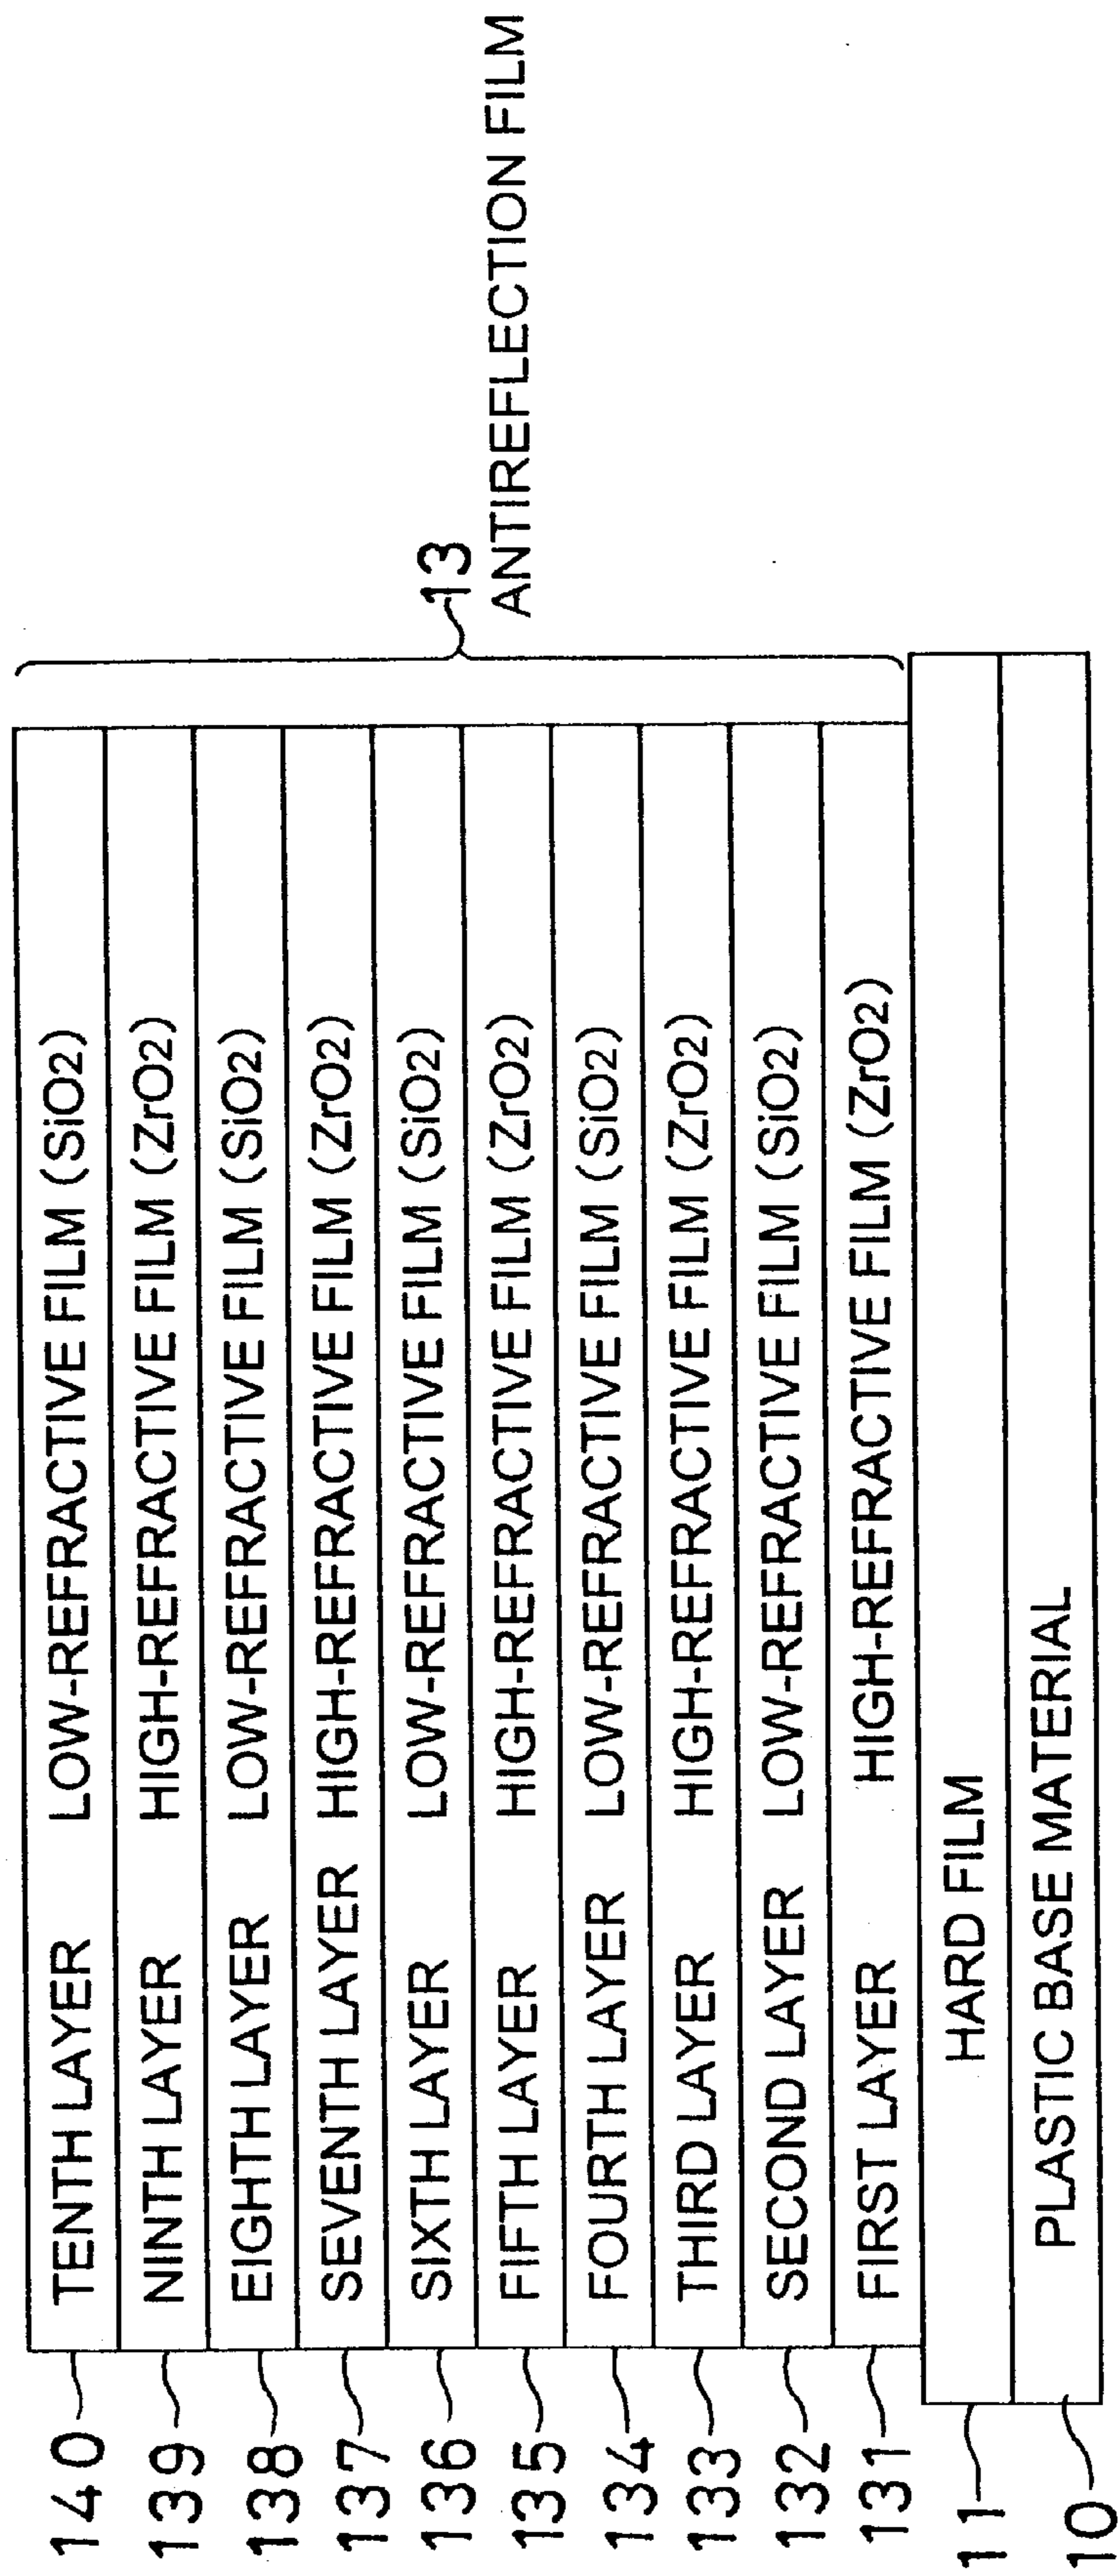 140 TENTH LAYER LOW-REFRACTIVE FILM (SiO2)
139 NINTH LAYER HIGH-REFRACTIVE FILM (ZrO2)
138 EIGHTH LAYER LOW-REFRACTIVE FILM (SiO2)
137 SEVENTH LAYER HIGH-REFRACTIVE FILM (ZrO2)
136 SIXTH LAYER LOW-REFRACTIVE FILM (SiO2)
135 FIFTH LAYER HIGH-REFRACTIVE FILM (ZrO2)
134 FOURTH LAYER LOW-REFRACTIVE FILM (SiO2)
133 THIRD LAYER HIGH-REFRACTIVE FILM (ZrO2)
132 SECOND LAYER LOW-REFRACTIVE FILM (SiO2)
131 FIRST LAYER HIGH-REFRACTIVE FILM (ZrO2)
11 HARD FILM
10 PLASTIC BASE MATERIAL
13
ANTIREFLECTION FILM